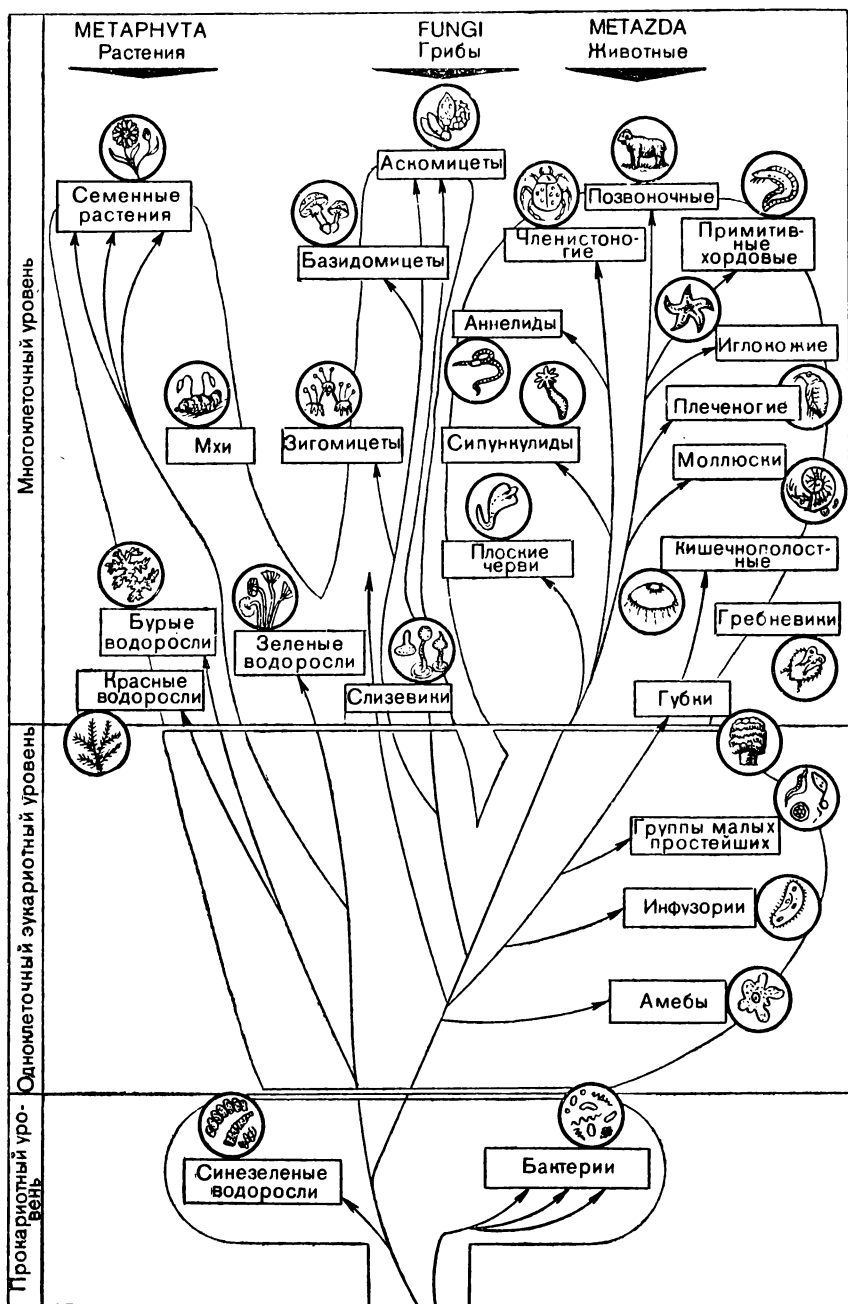 METAPHYTA
Растения
FUNGI
Грибы
METAZDA
Животные
Многоклеточный уровень
Аскомицеты
Семенные
растения
Позвоночные
Базидомицеты
Членистоно-
гие
Примитив-
ные
хордовые
Аннелиды
Иглокожие
Плеченогие
Мхи
Зигомицеты
Сипункулиды
Моллюски
Плоские
черви
Кишечнополост-
ные
Бурые
водоросли
Зеленые
водоросли
Гребневики
Красные
водоросли
Слизевики
Губки
Одноклеточный эукариотный уровень
Группы малых
простейших
Инфузории
Амебы
Прокариотный уро-
вень
Синезеленые
водоросли
Бактерии